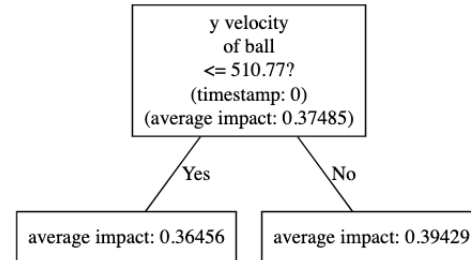 y velocity
of ball
<= 510.77?
(timestamp: 0)
(average impact: 0.37485)
Yes
No
average impact: 0.36456
average impact: 0.39429